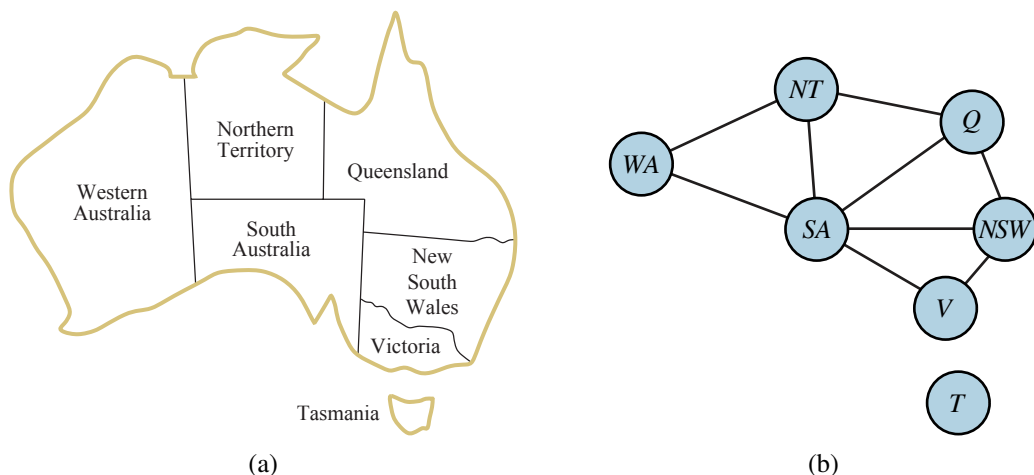 Northern
Territory
Western
Australia
Queensland
South
Australia
New
South
Wales
Victoria
Tasmania
(a)
NT
Q
WA
SA
NSW
V
T
(b)